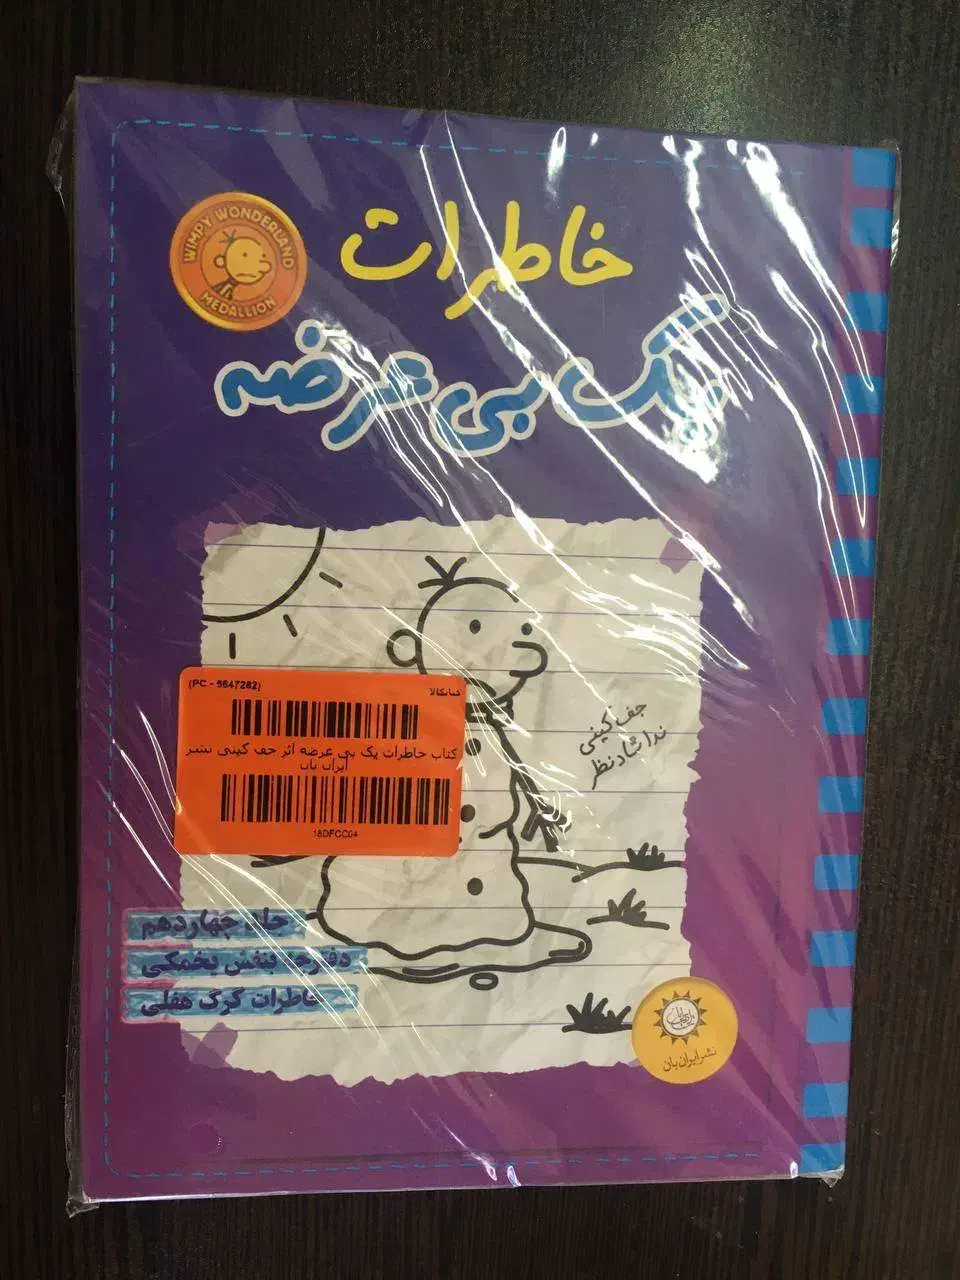 خاطرات
یک بی عرضه
WIMPY WONDERLAND
MEDALLION
جف کینی
ندا شادنظر
(PC - 5647282)
کتاب خاطرات یک بی عرضه اثر جف کینی نشر
ایران بان
18DFCC04
جلد چهاردهم
دفترچه بنفش یخمکی
خاطرات گرگ هفلی
نشر ایران بان